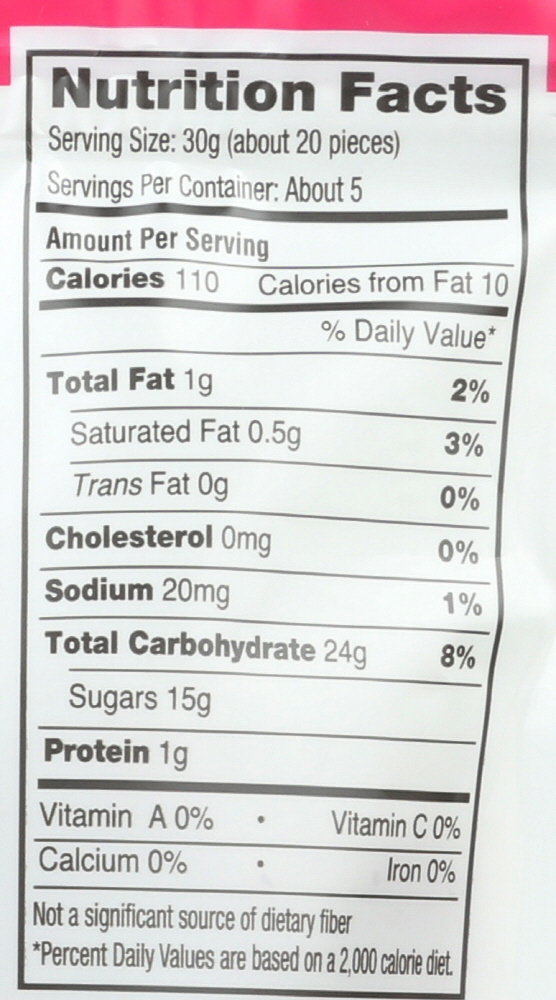 Nutrition Facts
Serving Size: 30g (about 20 pieces)
Servings Per Container: About 5
Amount Per Serving
Calories 110 Calories from Fat 10
% Daily Value*
Total Fat 1g 2%
Saturated Fat 0.5g 3%
Trans Fat 0g 0%
Cholesterol 0mg 0%
Sodium 20mg 1%
Total Carbohydrate 24g 8%
Sugars 15g
Protein 1g
Vitamin A 0% • Vitamin C 0%
Calcium 0% • Iron 0%
Not a significant source of dietary fiber
*Percent Daily Values are based on a 2,000 calorie diet.